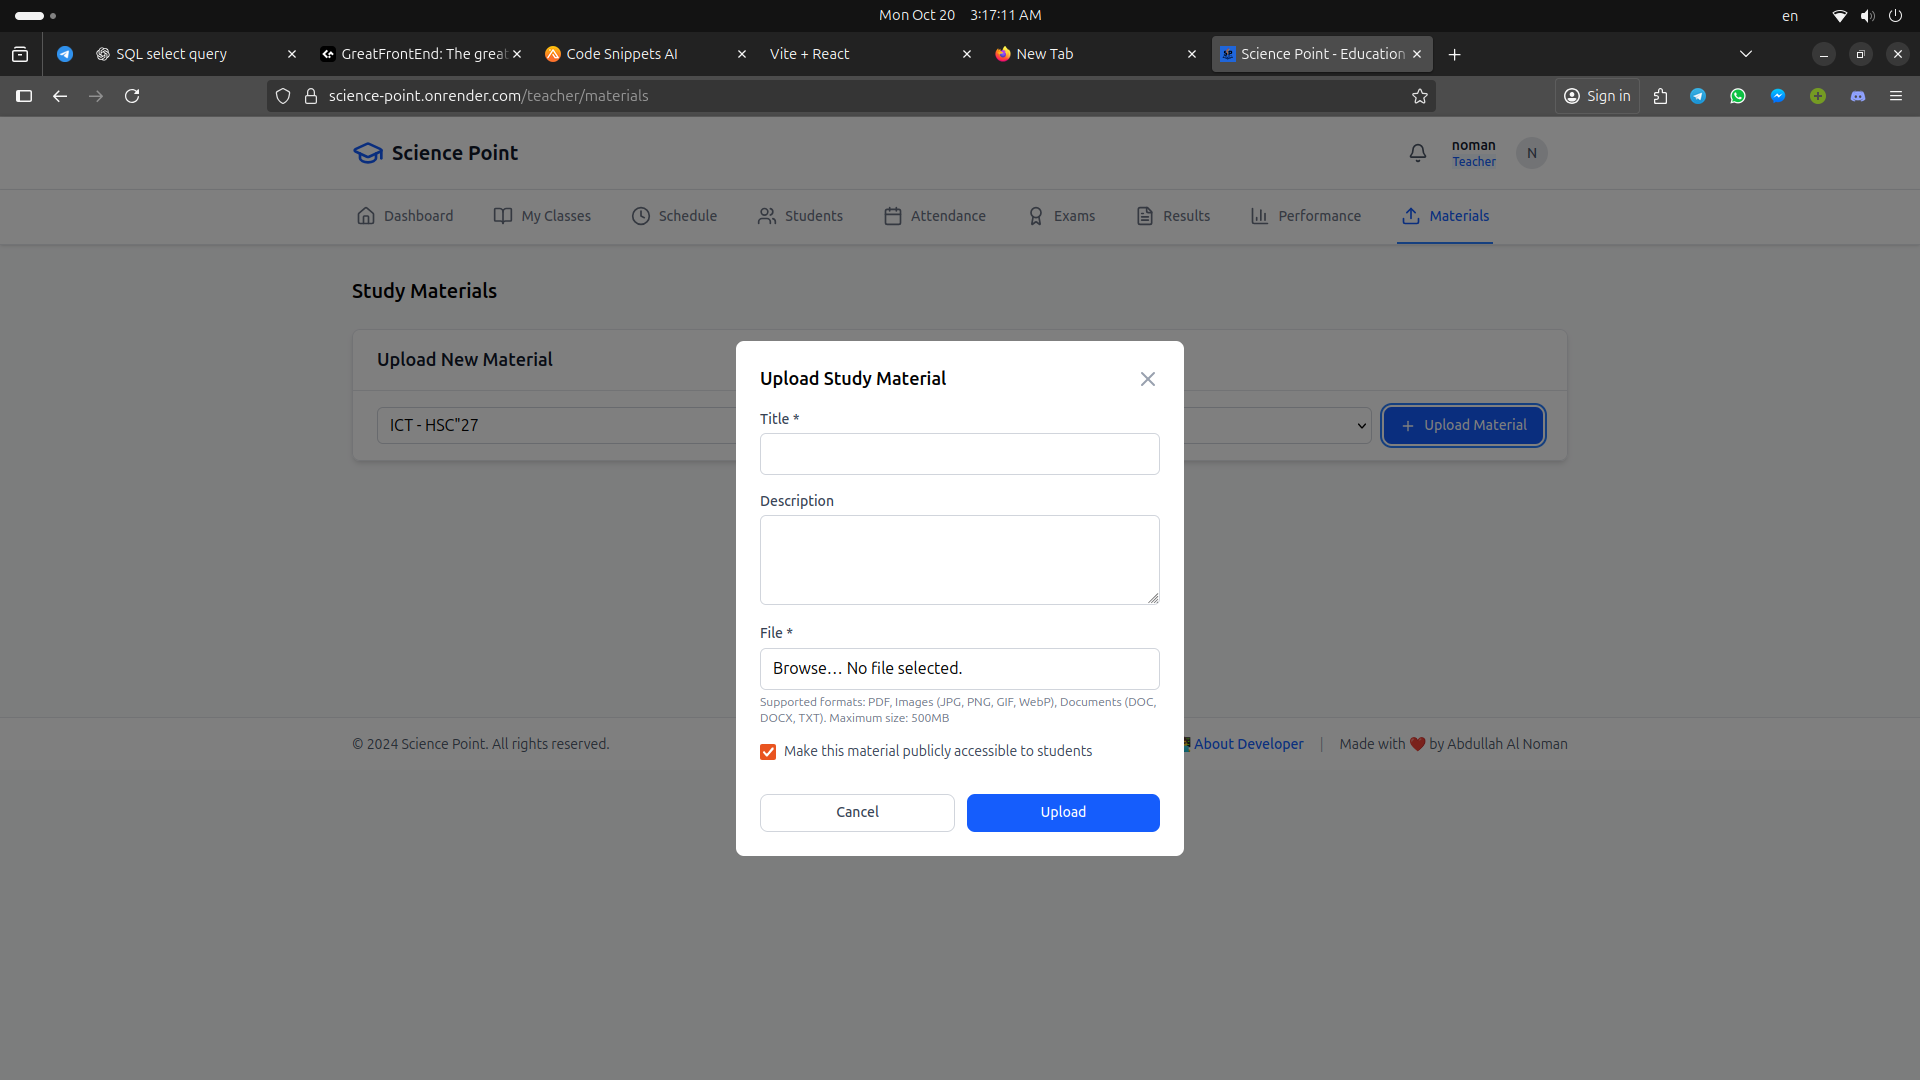 Mon Oct 20 3:17:11 AM
en
SQL select query
GreatFrontEnd: The great
Code Snippets AI
Vite + React
New Tab
Science Point - Education
science-point.onrender.com/teacher/materials
Sign in
Science Point
noman
Teacher
N
Dashboard
My Classes
Schedule
Students
Attendance
Exams
Results
Performance
Materials
Study Materials
Upload New Material
ICT - HSC"27
+ Upload Material
Upload Study Material
Title *
Description
File *
Browse… No file selected.
Supported formats: PDF, Images (JPG, PNG, GIF, WebP), Documents (DOC,
DOCX, TXT). Maximum size: 500MB
Make this material publicly accessible to students
Cancel
Upload
© 2024 Science Point. All rights reserved.
About Developer | Made with ❤️ by Abdullah Al Noman